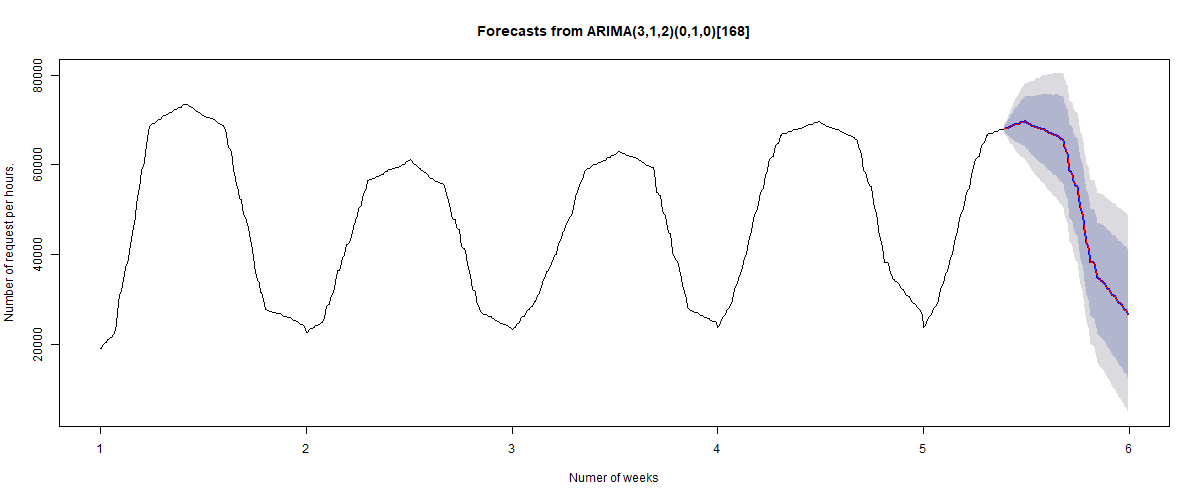 Forecasts from ARIMA(3,1,2)(0,1,0)[168]
Number of request per hours.
80000
60000
40000
20000
1 2 3 4 5 6
Numer of weeks